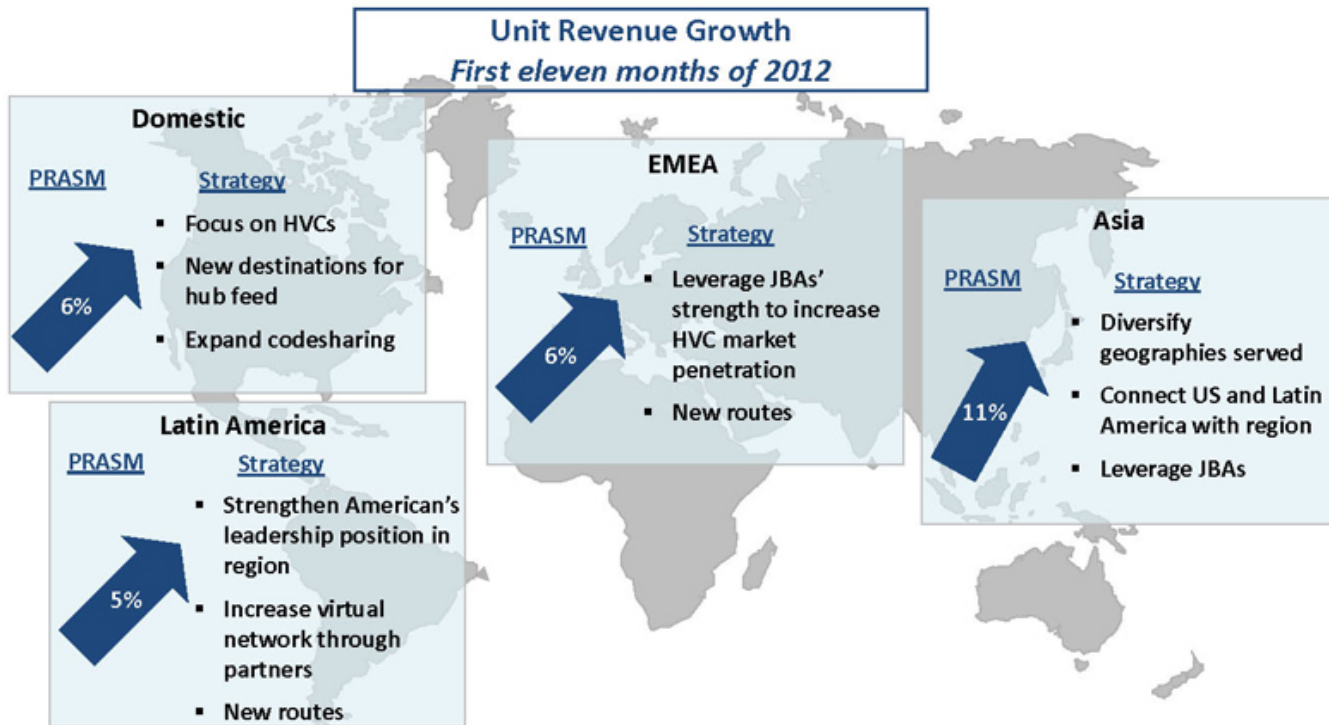 Unit Revenue Growth
First eleven months of 2012
Domestic
PRASM
Strategy
6%
▪ Focus on HVCs
▪ New destinations for
hub feed
▪ Expand codesharing
Latin America
PRASM
Strategy
5%
▪ Strengthen American's
leadership position in
region
▪ Increase virtual
network through
partners
▪ New routes
EMEA
PRASM
Strategy
6%
▪ Leverage JBAs'
strength to increase
HVC market
penetration
▪ New routes
Asia
PRASM
Strategy
11%
▪ Diversify
geographies served
▪ Connect US and Latin
America with region
▪ Leverage JBAs